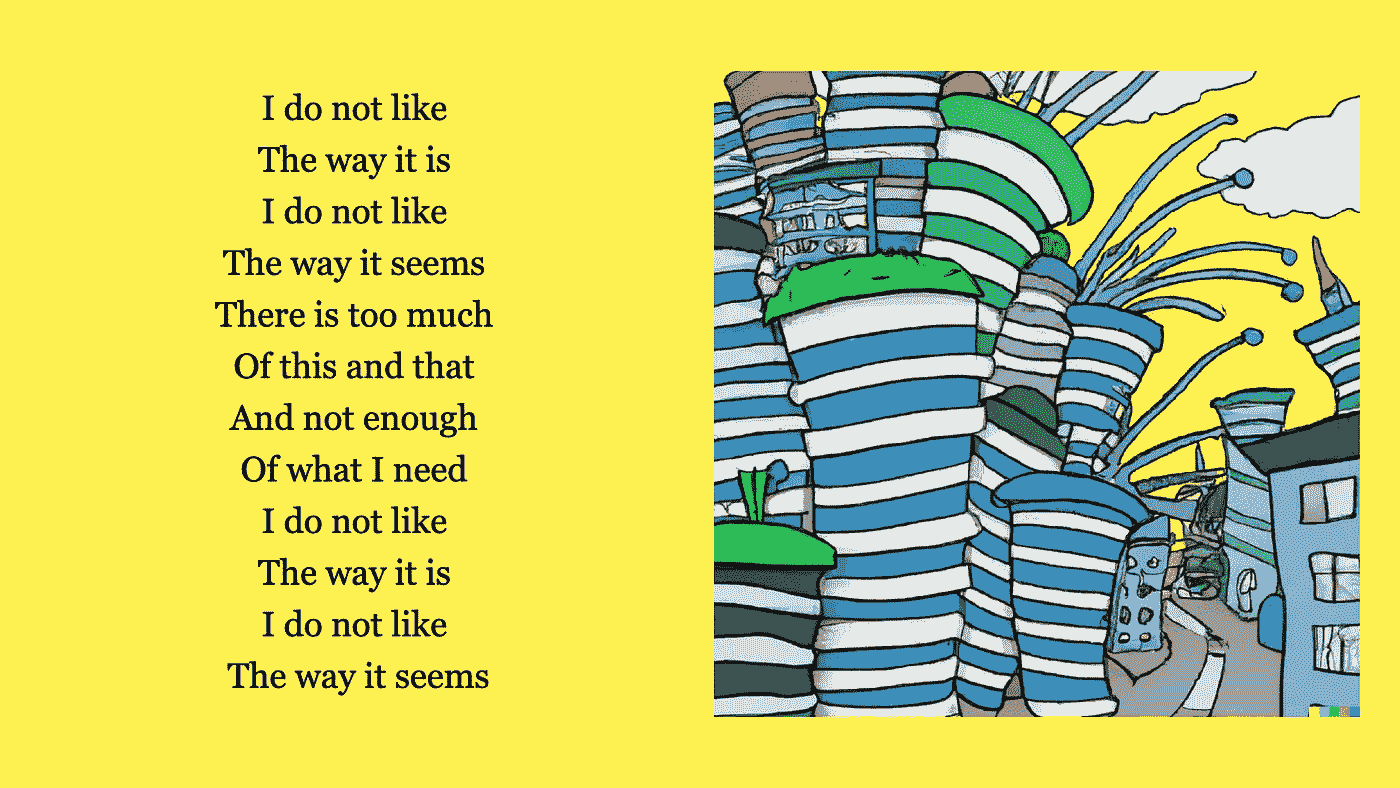 I do not like
The way it is
I do not like
The way it seems
There is too much
Of this and that
And not enough
Of what I need
I do not like
The way it is
I do not like
The way it seems